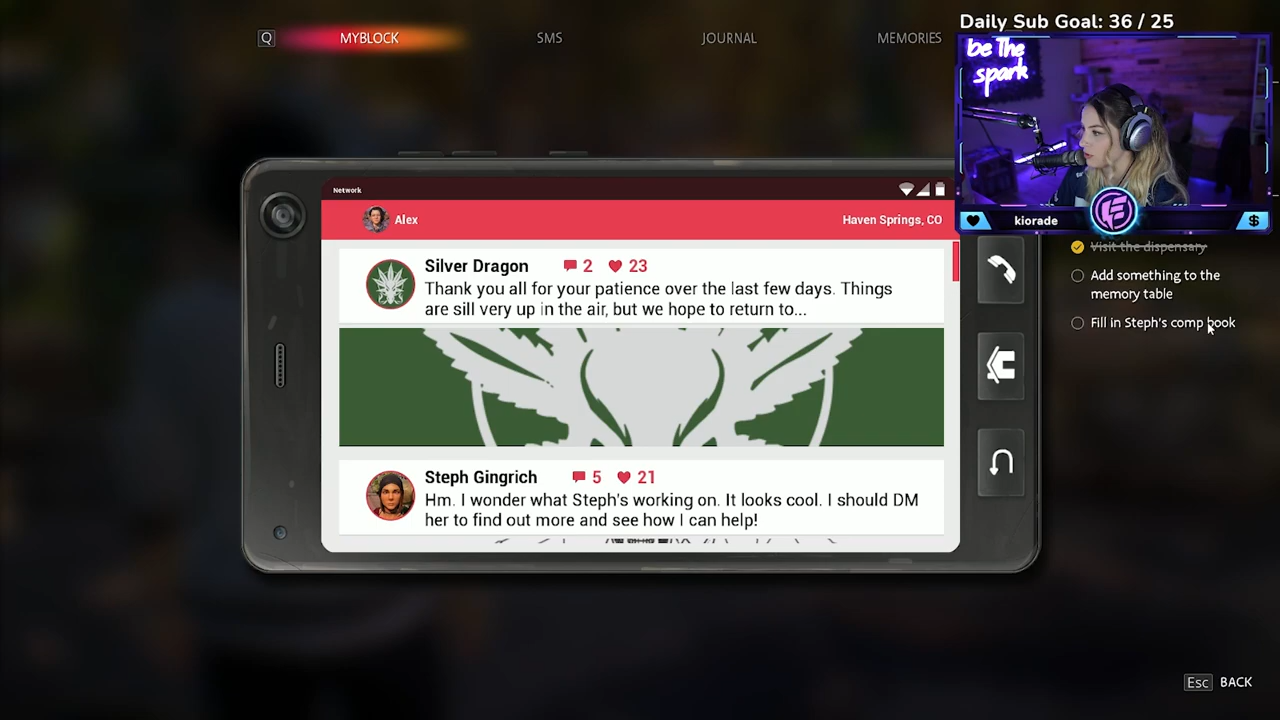 Daily Sub Goal: 36 / 25
Q MYBLOCK SMS JOURNAL MEMORIES
be The
spark
Network
Alex Haven Springs, CO
kiorade $
Silver Dragon 2 23
Thank you all for your patience over the last few days. Things
are sill very up in the air, but we hope to return to...
Visit the dispensary
Add something to the
memory table
Fill in Steph's comp book
Steph Gingrich 5 21
Hm. I wonder what Steph's working on. It looks cool. I should DM
her to find out more and see how I can help!
Esc BACK